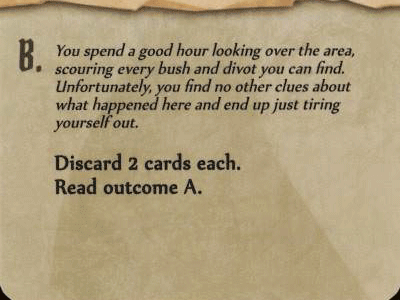 B. You spend a good hour looking over the area,
scouring every bush and divot you can find.
Unfortunately, you find no other clues about
what happened here and end up just tiring
yourself out.
Discard 2 cards each.
Read outcome A.